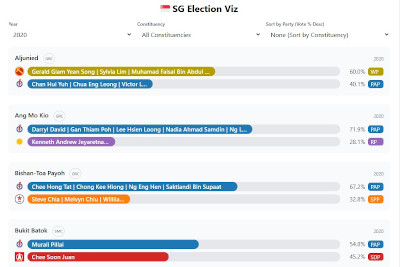 SG Election Viz
Year
Constituency
Sort by Party (Vote % Desc)
2020
All Constituencies
None (Sort by Constituency)
Aljunied GRC
2020
Gerald Giam Yean Song | Sylvia Lim | Muhamad Faisal Bin Abdul ...
60.0% WP
Chan Hui Yuh | Chua Eng Leong | Victor L...
40.1% PAP
Ang Mo Kio GRC
2020
Darryl David | Gan Thiam Poh | Lee Hsien Loong | Nadia Ahmad Samdin | Ng L...
71.9% PAP
Kenneth Andrew Jeyaretna...
28.1% RP
Bishan-Toa Payoh GRC
2020
Chee Hong Tat | Chong Kee Hiong | Ng Eng Hen | Saktiandi Bin Supaat
67.2% PAP
Steve Chia | Melvyn Chiu | Willia...
32.8% SPP
Bukit Batok SMC
2020
Murali Pillai
54.8% PAP
Chee Soon Juan
45.2% SDP